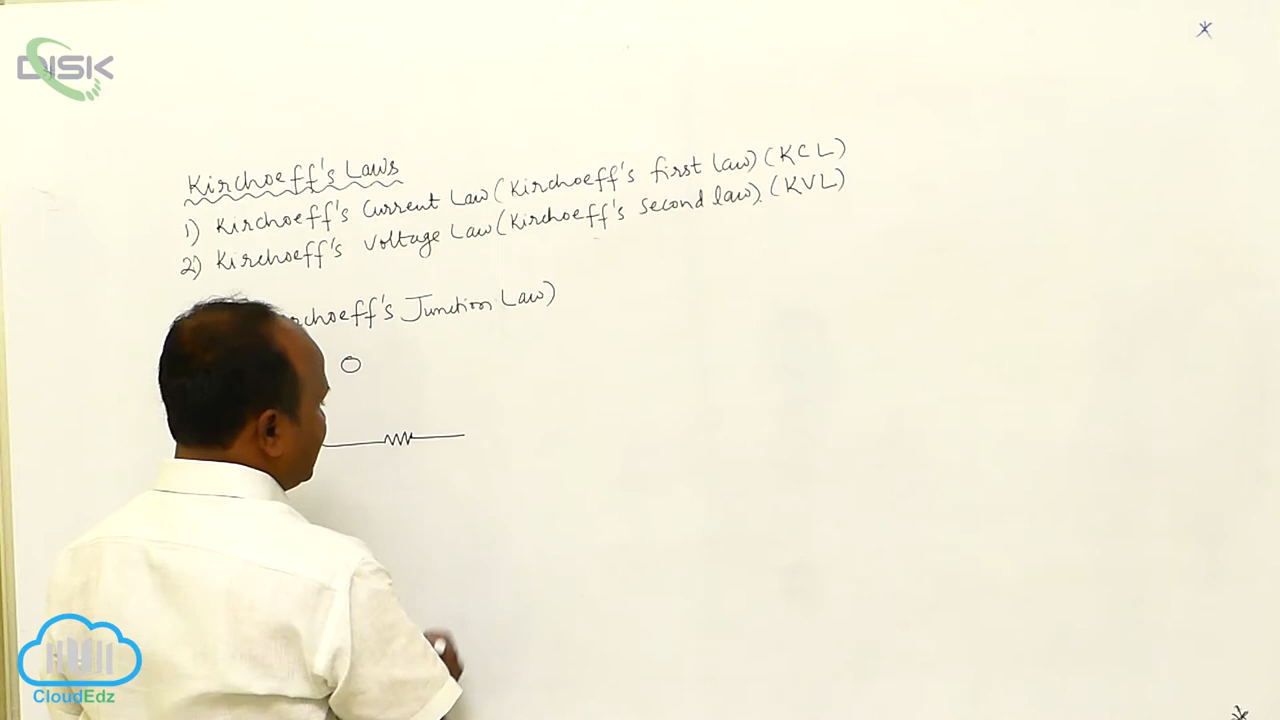 DISK
Kirchoeff's Laws
1) Kirchoeff's Current Law (Kirchoeff's first law) (KCL)
2) Kirchoeff's Voltage Law (Kirchoeff's second law). (KVL)
Junction Law)
CloudEdz